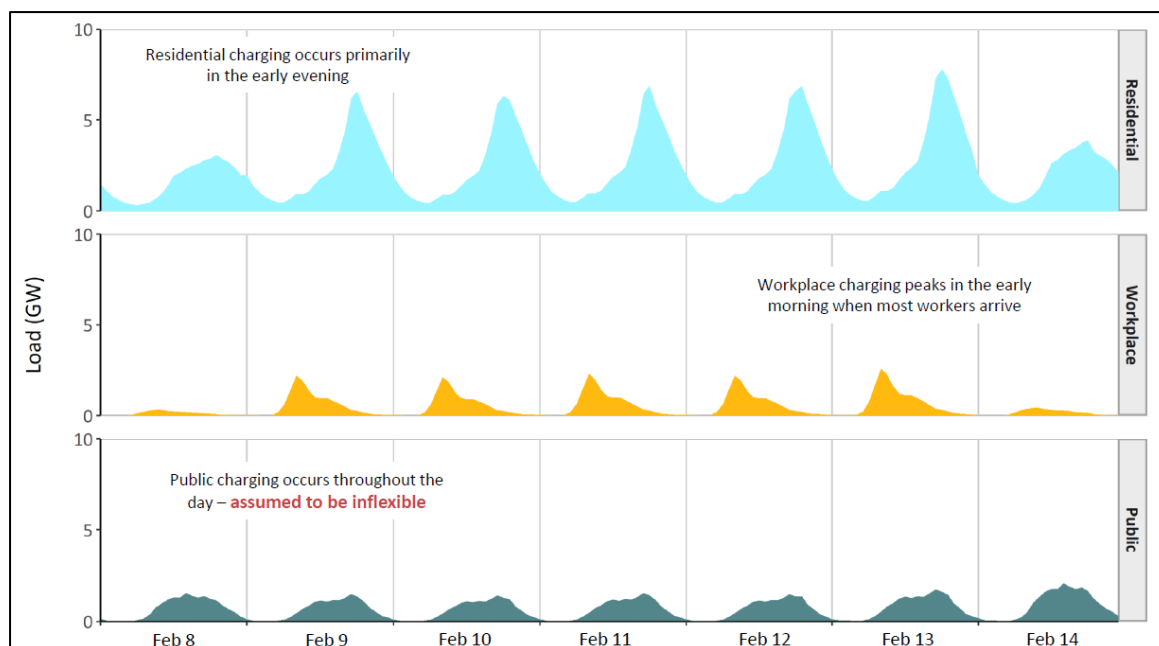 10
Residential charging occurs primarily
in the early evening
5
0
Residential
10
Workplace charging peaks in the early
morning when most workers arrive
5
0
Workplace
Load (GW)
10
Public charging occurs throughout the
day – assumed to be inflexible
5
0
Public
Feb 8 Feb 9 Feb 10 Feb 11 Feb 12 Feb 13 Feb 14